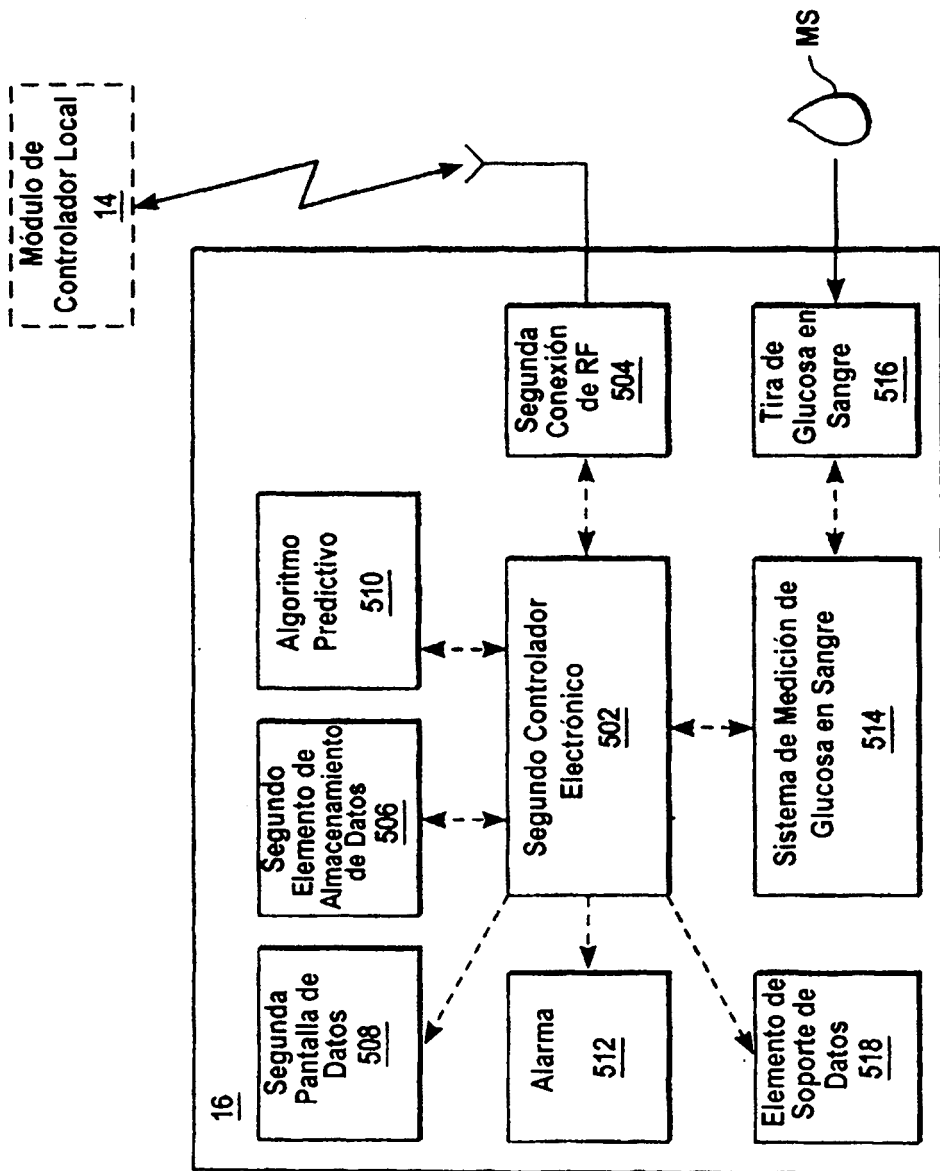 Módulo de
Controlador Local
14
MS
16
Segunda
Pantalla de
Datos
508
Segundo
Elemento de
Almacenamiento
de Datos
506
Algoritmo
Predictivo
510
Alarma
512
Segundo Controlador
Electrónico
502
Segunda
Conexión
de RF
504
Elemento de
Soporte de
Datos
518
Sistema de Medición de
Glucosa en Sangre
514
Tira de
Glucosa en
Sangre
516